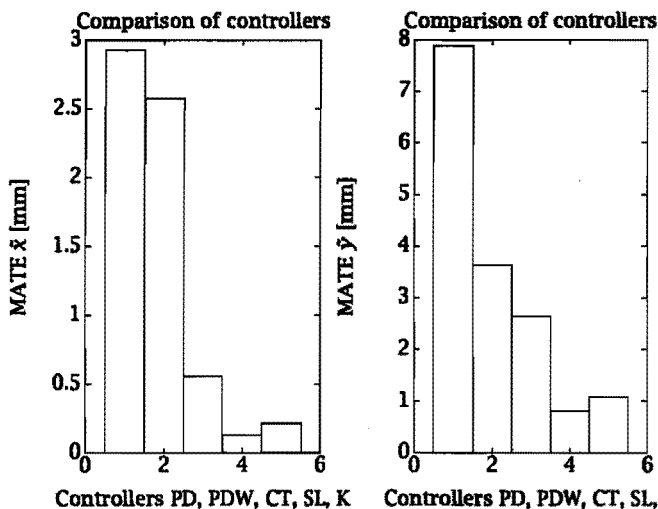 Comparison of controllers
3
2.5
2
1.5
1
0.5
0
0 2 4 6
MATE x̃ [mm]
Controllers PD, PDW, CT, SL, K
Comparison of controllers
8
7
6
5
4
3
2
1
0
0 2 4 6
MATE ỹ [mm]
Controllers PD, PDW, CT, SL,